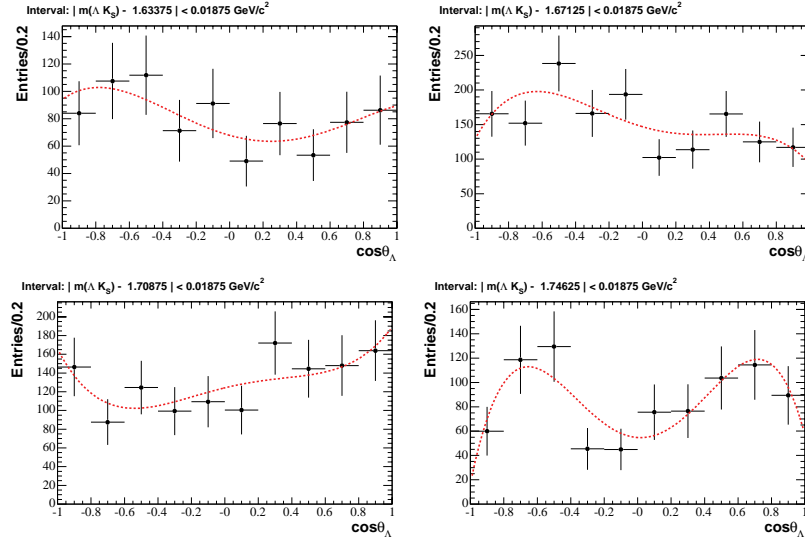 Interval: | m(Λ K_S) - 1.63375 | < 0.01875 GeV/c²
Entries/0.2
140
120
100
80
60
40
20
0
-1 -0.8 -0.6 -0.4 -0.2 -0 0.2 0.4 0.6 0.8 1
cosθ_Λ
Interval: | m(Λ K_S) - 1.67125 | < 0.01875 GeV/c²
Entries/0.2
250
200
150
100
50
0
-1 -0.8 -0.6 -0.4 -0.2 -0 0.2 0.4 0.6 0.8 1
cosθ_Λ
Interval: | m(Λ K_S) - 1.70875 | < 0.01875 GeV/c²
Entries/0.2
200
180
160
140
120
100
80
60
40
20
0
-1 -0.8 -0.6 -0.4 -0.2 -0 0.2 0.4 0.6 0.8 1
cosθ_Λ
Interval: | m(Λ K_S) - 1.74625 | < 0.01875 GeV/c²
Entries/0.2
160
140
120
100
80
60
40
20
0
-1 -0.8 -0.6 -0.4 -0.2 -0 0.2 0.4 0.6 0.8 1
cosθ_Λ